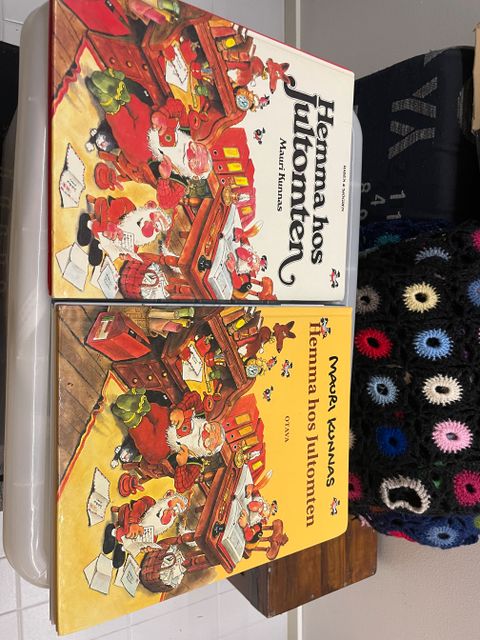 Hemma hos
Jultomten
Mauri Kunnas
MAURI KUNNAS
Hemma hos Jultomten
OTAVA